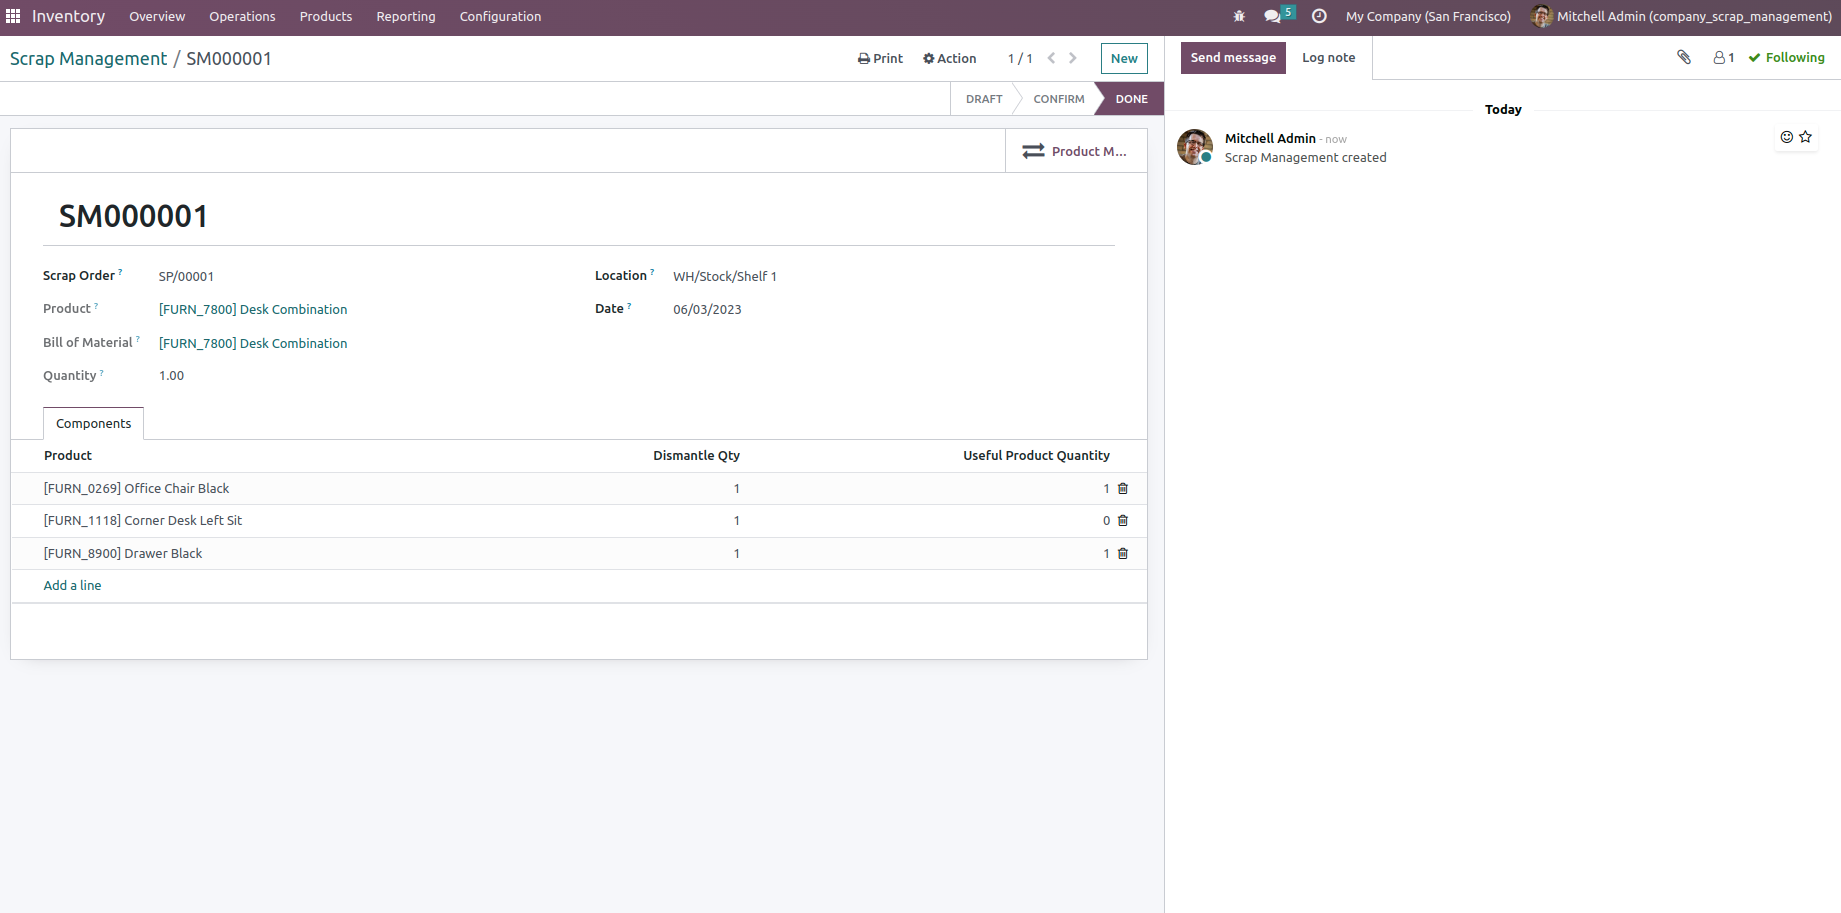 Inventory Overview Operations Products Reporting Configuration 5 My Company (San Francisco) Mitchell Admin (company_scrap_management)
Scrap Management / SM000001 Print Action 1 / 1 New
DRAFT CONFIRM DONE
Product M...
SM000001
Scrap Order ? SP/00001 Location ? WH/Stock/Shelf 1
Product ? [FURN_7800] Desk Combination Date ? 06/03/2023
Bill of Material ? [FURN_7800] Desk Combination
Quantity ? 1.00
Components
Product Dismantle Qty Useful Product Quantity
[FURN_0269] Office Chair Black 1 1
[FURN_1118] Corner Desk Left Sit 1 0
[FURN_8900] Drawer Black 1 1
Add a line
Send message Log note 1 Following
Today
Mitchell Admin - now
Scrap Management created